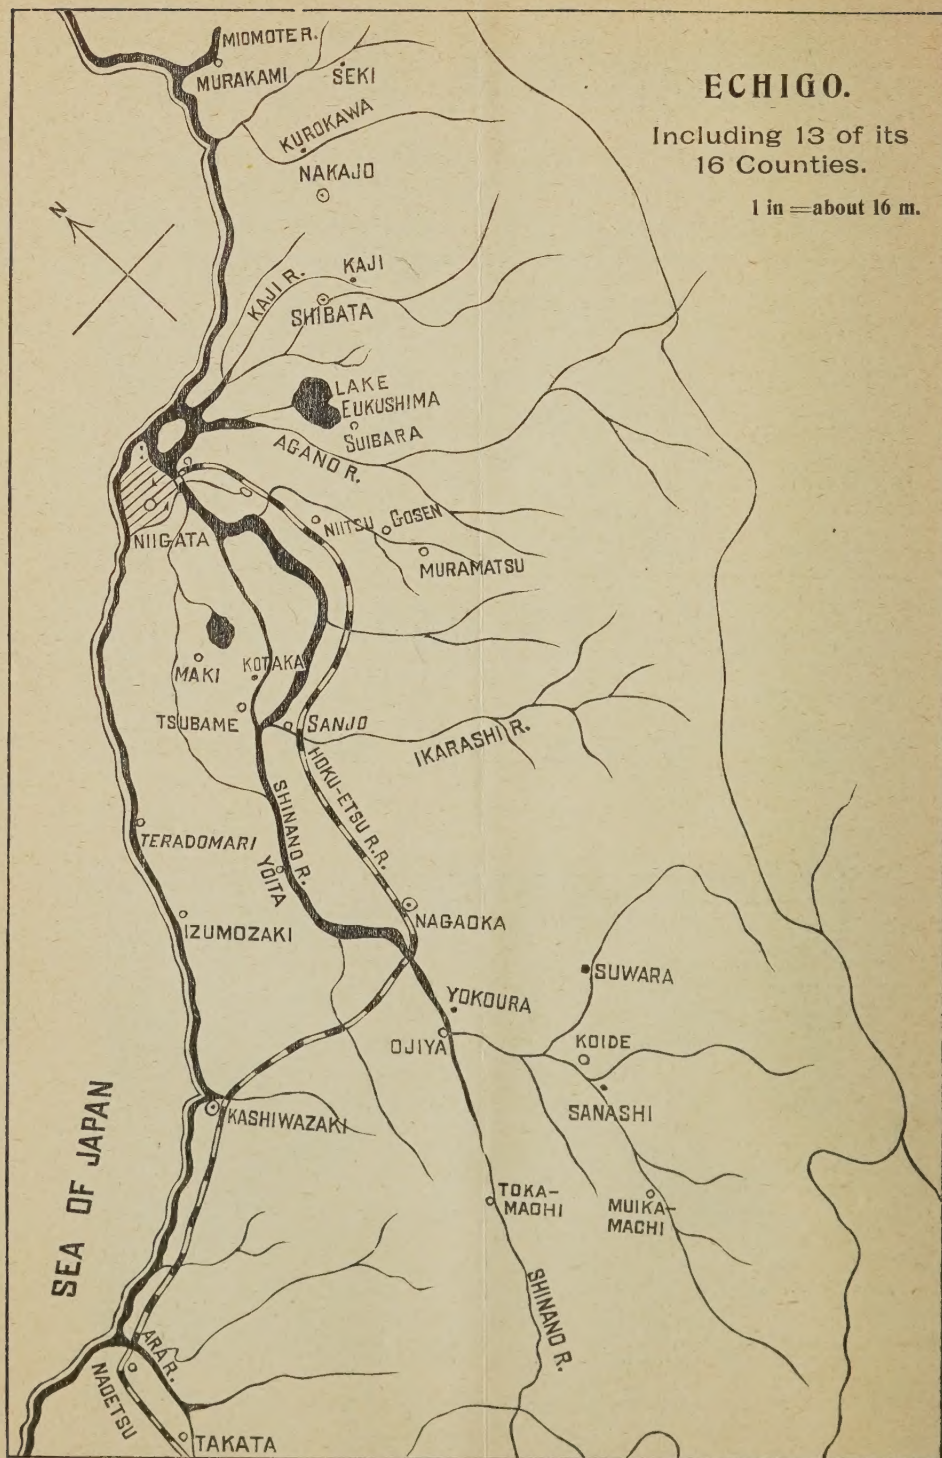 ECHIGO.
Including 13 of its
16 Counties.
1 in = about 16 m.
N
MIOMOTE R.
MURAKAMI
SEKI
KUROKAWA
NAKAJO
KAJI R.
KAJI
SHIBATA
LAKE
EUKUSHIMA
SUIBARA
AGANO R.
NIIGATA
NIITSU
GOSEN
MURAMATSU
MAKI
KOTAKA
TSUBAME
SANJO
IKARASHI R.
HOKU-ETSU R.R.
SHINANO R.
TERADOMARI
YOITA
IZUMOZAKI
NAGAOKA
SUWARA
YOKOURA
OJIYA
KOIDE
SANASHI
KASHIWAZAKI
SEA OF JAPAN
TOKA-
MAOHI
MUIKA-
MACHI
SHINANO R.
ARA R.
NAOETSU
TAKATA